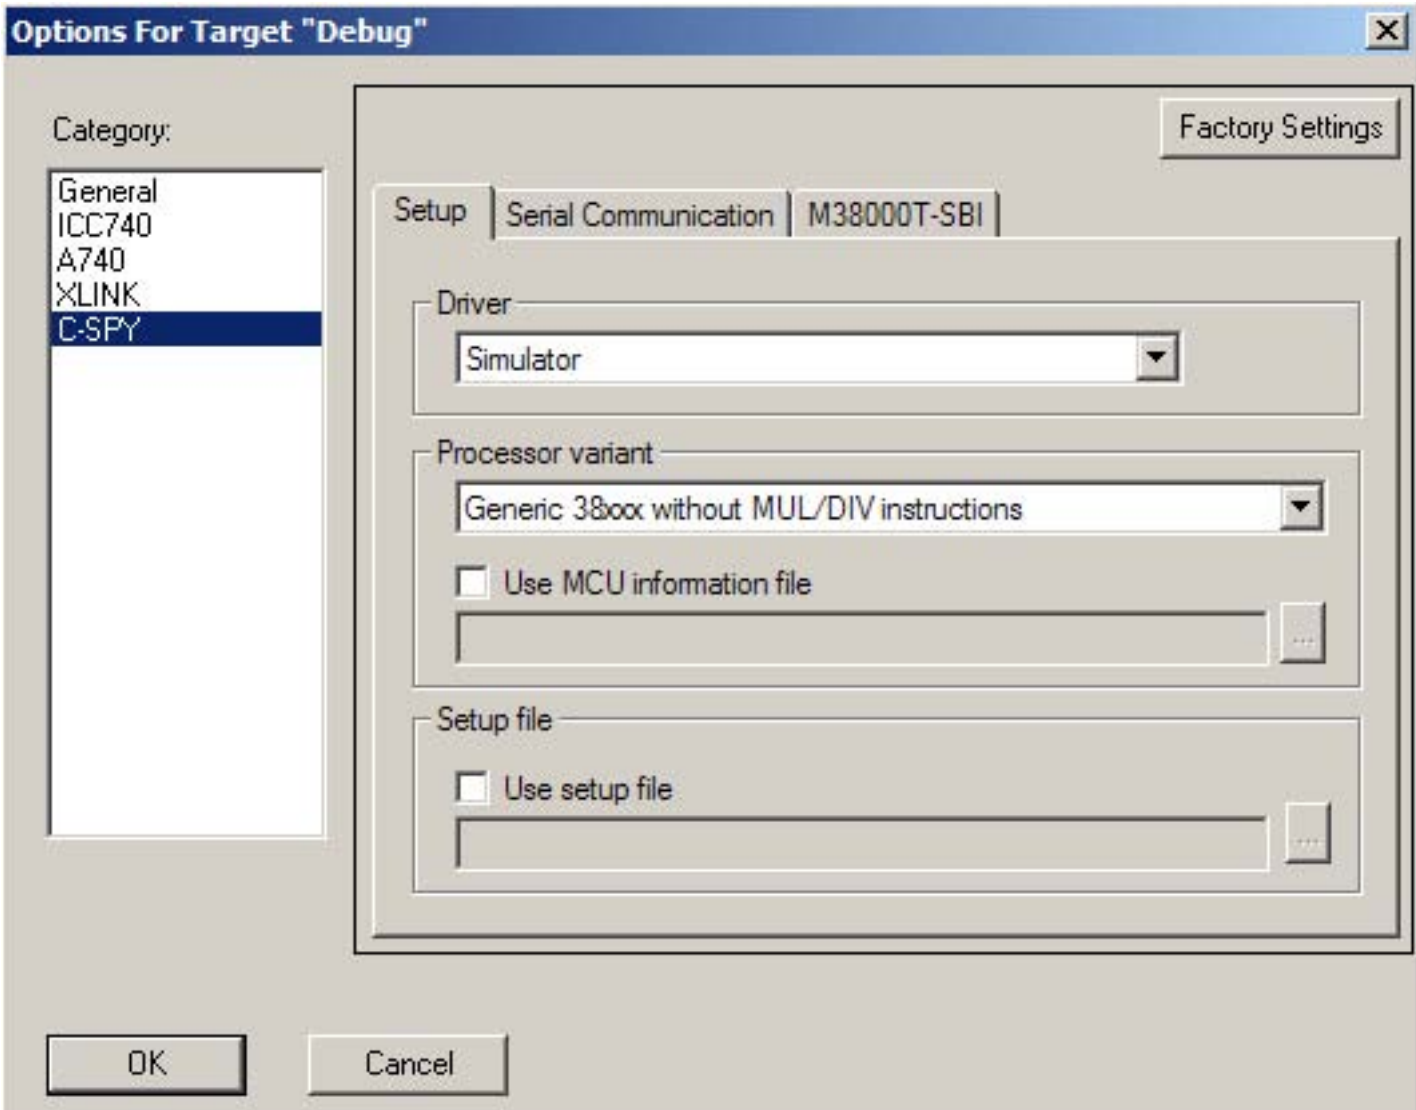 Options For Target "Debug"
Category:
General
ICC740
A740
XLINK
C-SPY
Factory Settings
Setup
Serial Communication
M38000T-SBI
Driver
Simulator
Processor variant
Generic 38xxx without MUL/DIV instructions
Use MCU information file
...
Setup file
Use setup file
...
OK
Cancel